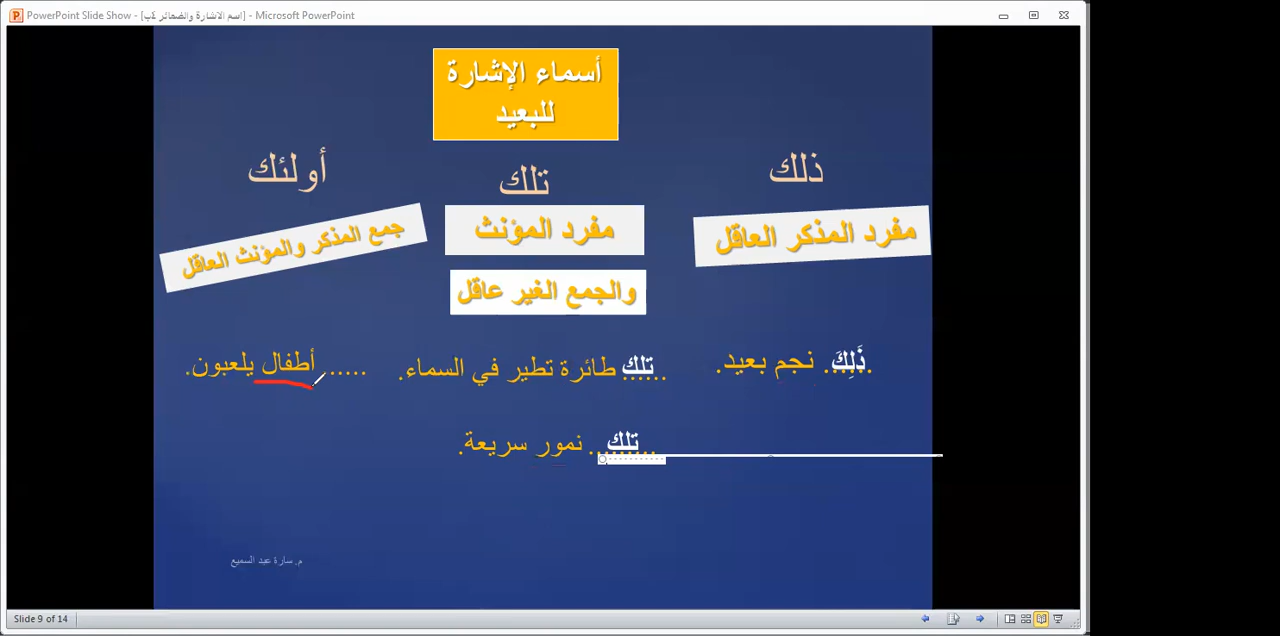 PowerPoint Slide Show - [اسم الاشارة والضمائر ٤ب] - Microsoft PowerPoint
أسماء الإشارة
للبعيد
ذلك
تلك
أولئك
مفرد المذكر العاقل
مفرد المؤنث
والجمع الغير عاقل
جمع المذكر والمؤنث العاقل
ذَلِكَ...... نجم بعيد.
تلك...... طائرة تطير في السماء.
..... أطفال يلعبون.
تلك......... نمور سريعة.
م. سارة عبد السميع
Slide 9 of 14